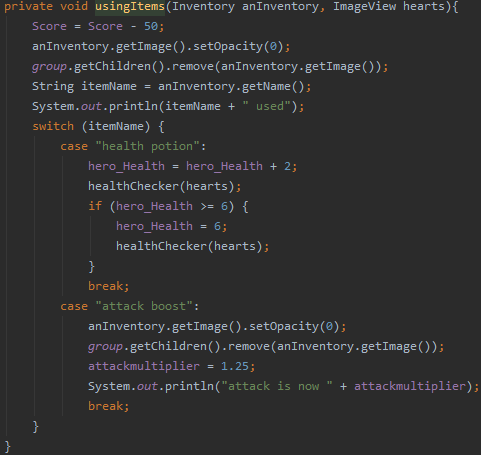 private void usingItems(Inventory anInventory, ImageView hearts){
    Score = Score - 50;
    anInventory.getImage().setOpacity(0);
    group.getChildren().remove(anInventory.getImage());
    String itemName = anInventory.getName();
    System.out.println(itemName + " used");
    switch (itemName) {
        case "health potion":
            hero_Health = hero_Health + 2;
            healthChecker(hearts);
            if (hero_Health >= 6) {
                hero_Health = 6;
                healthChecker(hearts);
            }
            break;
        case "attack boost":
            anInventory.getImage().setOpacity(0);
            group.getChildren().remove(anInventory.getImage());
            attackmultiplier = 1.25;
            System.out.println("attack is now " + attackmultiplier);
            break;
    }
}